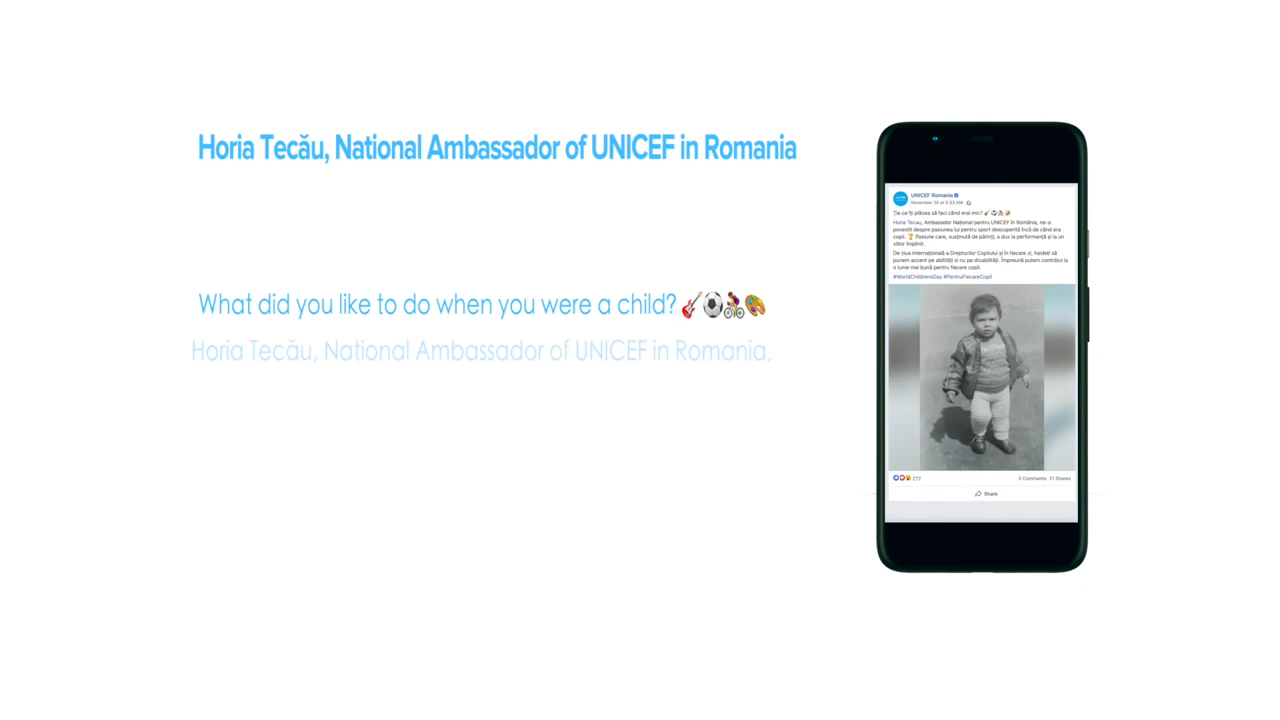 Horia Tecău, National Ambassador of UNICEF in Romania
What did you like to do when you were a child? 🎸⚽🚴🎨
Horia Tecău, National Ambassador of UNICEF in Romania,
UNICEF Romania
November 20 at 5:03 AM ·
Ție ce îți plăcea să faci când erai mic? 🎸⚽🚴🎨
Horia Tecau, Ambasador Național pentru UNICEF în România, ne-a
povestit despre pasiunea lui pentru sport descoperită încă de când era
copil. 🏆 Pasiune care, susținută de părinți, a dus la performanță și la un
viitor împlinit.
De ziua Internațională a Drepturilor Copilului și în fiecare zi, haideți să
punem accent pe abilități si nu pe dizabilități. Împreună putem contribui la
o lume mai bună pentru fiecare copil.
#WorldChildrensDay #PentruFiecareCopil
272
3 Comments 21 Shares
Share